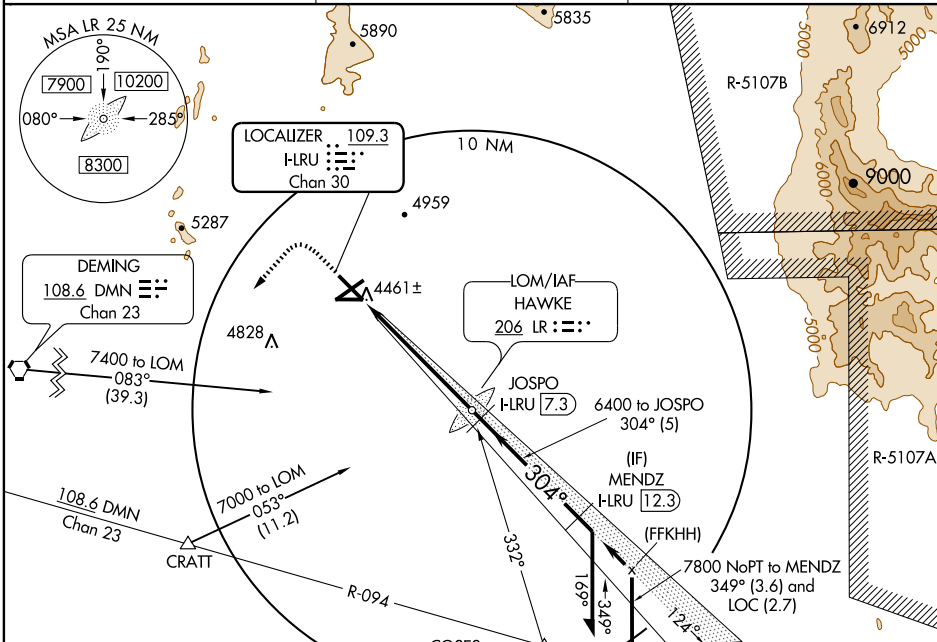 MSA LR 25 NM
190°
7900
10200
080°
285°
8300
5890
5835
6912
5000
5000
R-5107B
LOCALIZER 109.3
I-LRU
Chan 30
10 NM
4959
6000
9000
5287
DEMING
108.6 DMN
Chan 23
4461±
LOM/IAF
HAWKE
206 LR
4828
5000
7400 to LOM
083°
(39.3)
JOSPO
I-LRU 7.3
6400 to JOSPO
304° (5)
R-5107A
(IF)
MENDZ
I-LRU 12.3
304°
7000 to LOM
053°
(11.2)
108.6 DMN
Chan 23
CRATT
R-094
332°
(FFKHH)
7800 NoPT to MENDZ
349° (3.6) and
LOC (2.7)
169°
349°
124°